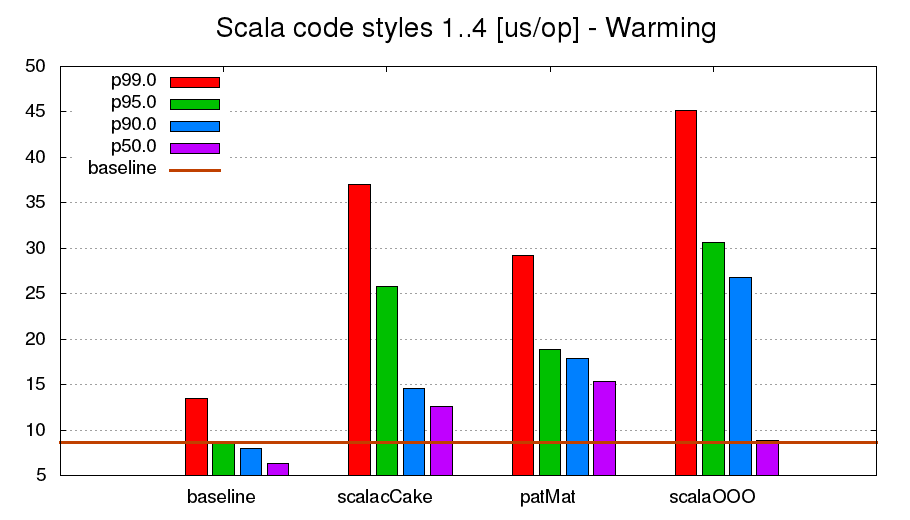 Scala code styles 1..4 [us/op] - Warming
50
45
40
35
30
25
20
15
10
5
p99.0
p95.0
p90.0
p50.0
baseline
baseline scalacCake patMat scalaOOO